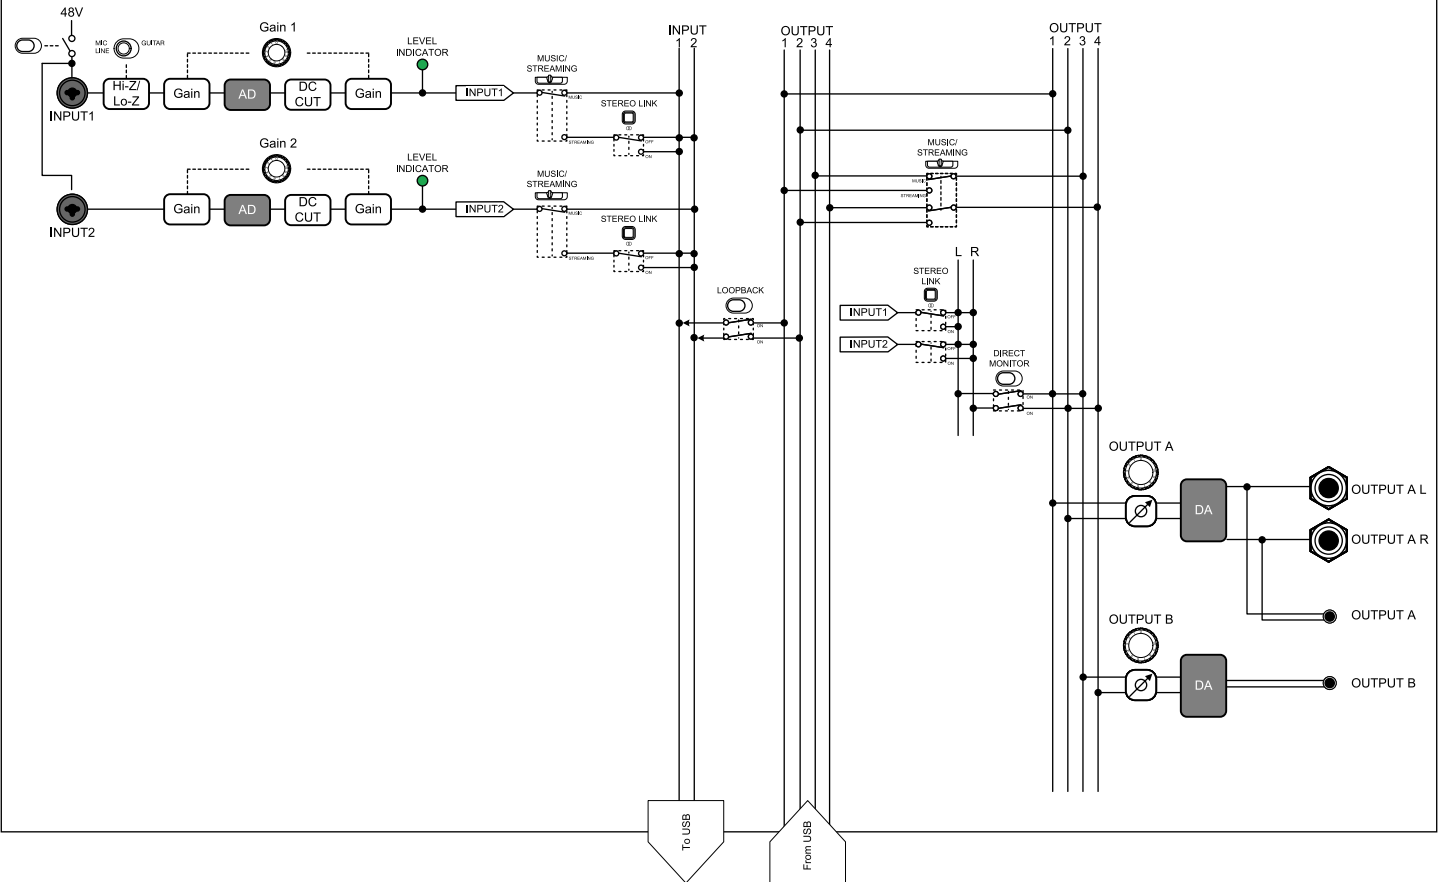 48V
MIC
LINE
GUITAR
Gain 1
LEVEL
INDICATOR
Hi-Z/
Lo-Z
Gain
AD
DC
CUT
Gain
INPUT1
INPUT1
MUSIC/
STREAMING
MUSIC
STREAMING
STEREO LINK
OFF
ON
Gain 2
LEVEL
INDICATOR
Gain
AD
DC
CUT
Gain
INPUT2
INPUT2
MUSIC/
STREAMING
MUSIC
STREAMING
STEREO LINK
OFF
ON
INPUT
1 2
OUTPUT
1 2 3 4
OUTPUT
1 2 3 4
MUSIC/
STREAMING
MUSIC
STREAMING
LOOPBACK
ON
ON
L R
STEREO
LINK
INPUT1
OFF
ON
INPUT2
OFF
ON
DIRECT
MONITOR
ON
ON
OUTPUT A
DA
OUTPUT A L
OUTPUT A R
OUTPUT A
OUTPUT B
DA
OUTPUT B
To USB
From USB